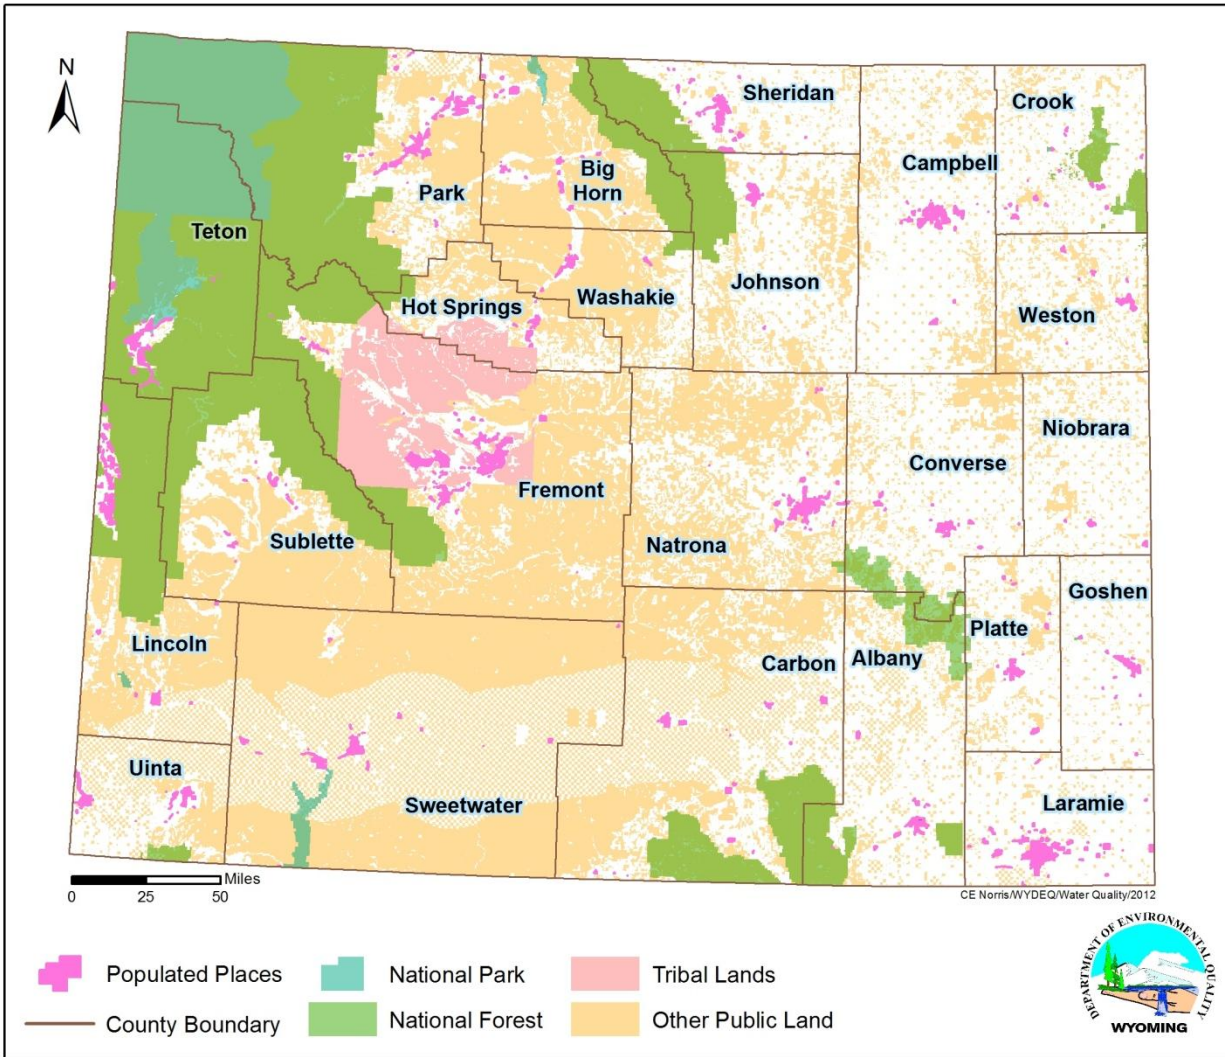 N
Sheridan
Crook
Campbell
Park
Big
Horn
Teton
Hot Springs
Washakie
Johnson
Weston
Niobrara
Converse
Fremont
Sublette
Natrona
Goshen
Platte
Lincoln
Carbon
Albany
Uinta
Sweetwater
Laramie
Miles
0 25 50
CE Norris/WYDEQ/Water Quality/2012
Populated Places
National Park
Tribal Lands
County Boundary
National Forest
Other Public Land
DEPARTMENT OF ENVIRONMENTAL QUALITY
WYOMING